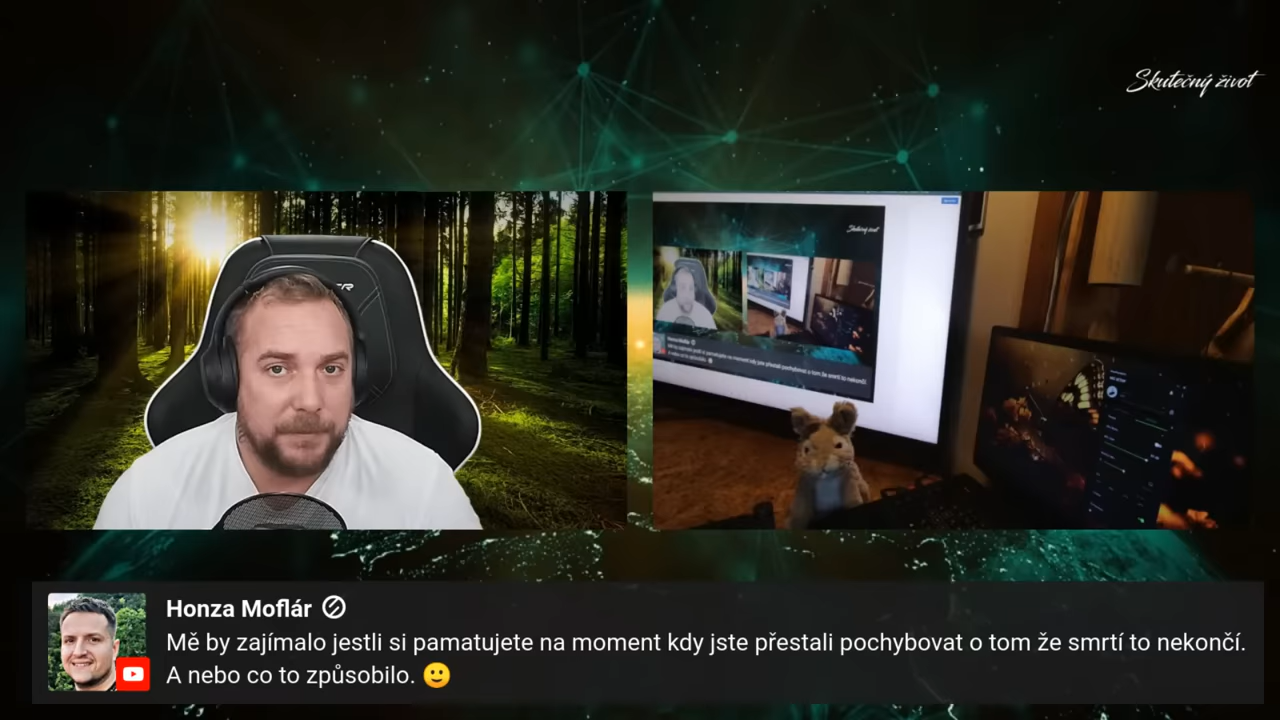 Skutečný život
Honza Moflár
Mě by zajímalo jestli si pamatujete na moment kdy jste přestali pochybovat o tom že smrtí to nekončí.
A nebo co to způsobilo. 🙂